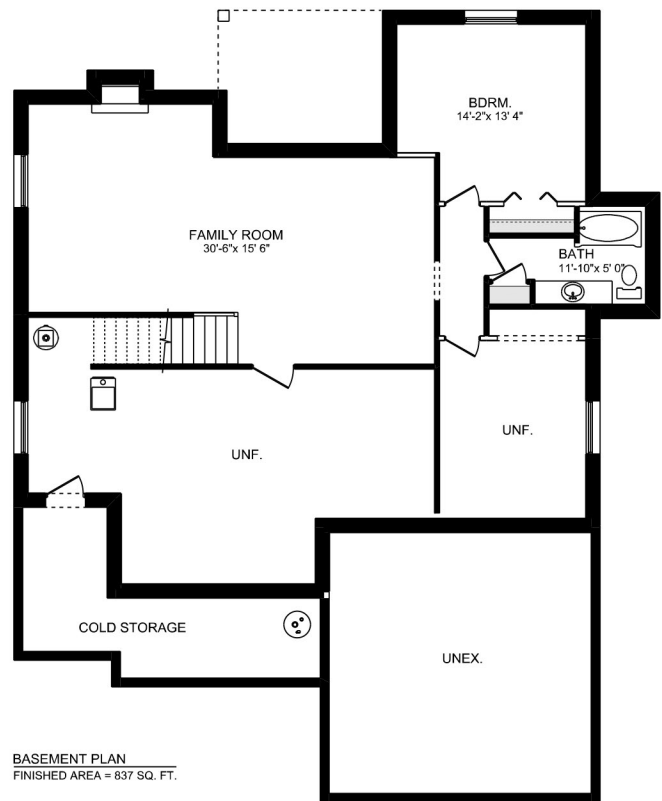 BDRM.
14'-2"x 13' 4"
FAMILY ROOM
30'-6"x 15' 6"
BATH
11'-10"x 5' 0"
UNF.
UNF.
COLD STORAGE
UNEX.
BASEMENT PLAN
FINISHED AREA = 837 SQ. FT.